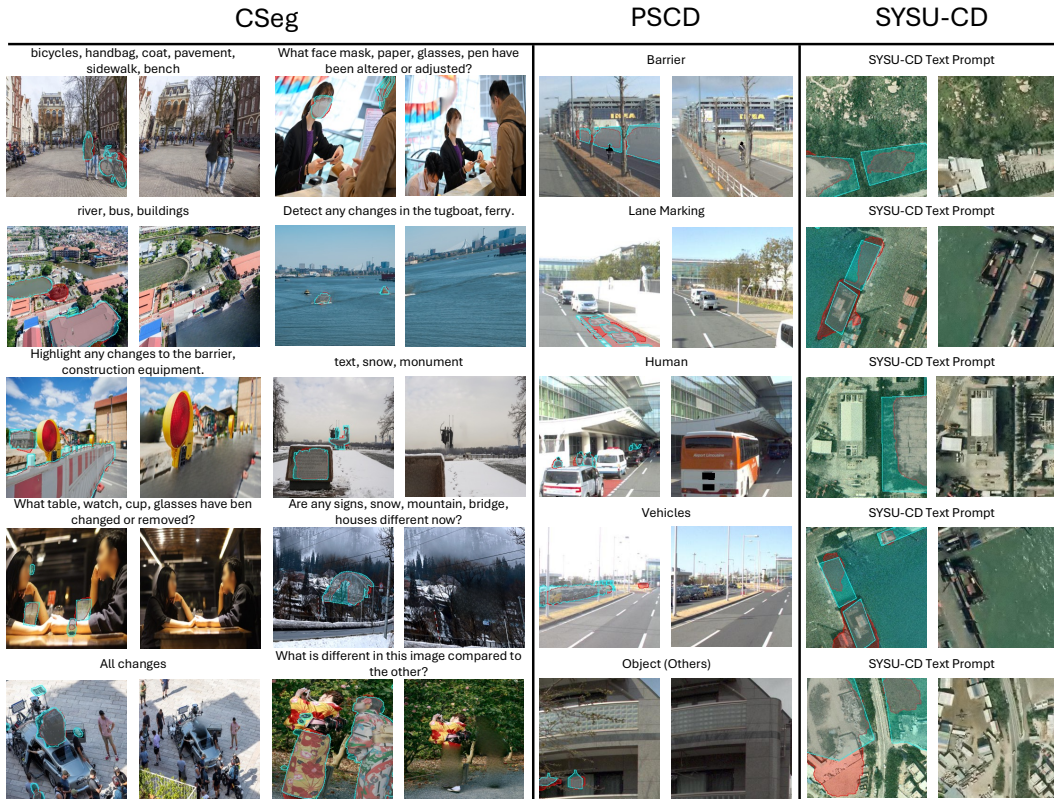 CSeg
PSCD
SYSU-CD
bicycles, handbag, coat, pavement,
sidewalk, bench
What face mask, paper, glasses, pen have
been altered or adjusted?
Barrier
SYSU-CD Text Prompt
IKEA
river, bus, buildings
Detect any changes in the tugboat, ferry.
Lane Marking
SYSU-CD Text Prompt
Highlight any changes to the barrier,
construction equipment.
text, snow, monument
Human
SYSU-CD Text Prompt
What table, watch, cup, glasses have ben
changed or removed?
Are any signs, snow, mountain, bridge,
houses different now?
Vehicles
SYSU-CD Text Prompt
All changes
What is different in this image compared to
the other?
Object (Others)
SYSU-CD Text Prompt